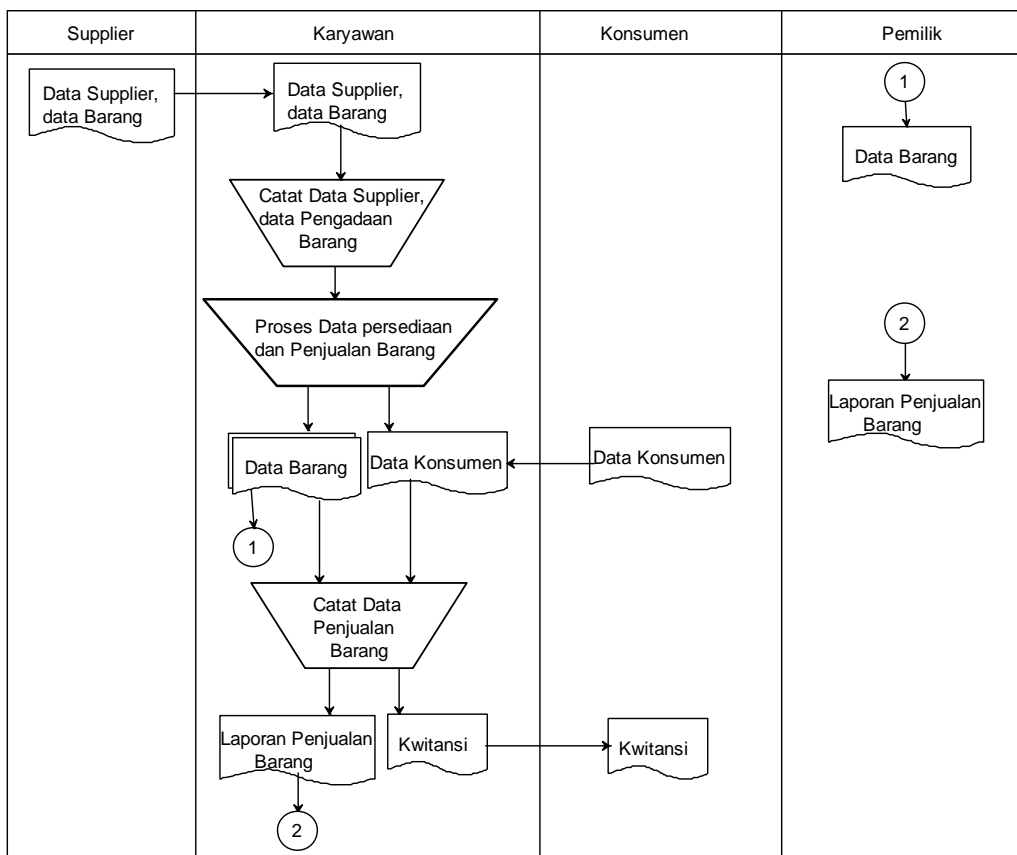 Supplier
Karyawan
Konsumen
Pemilik
Data Supplier,
data Barang
Data Supplier,
data Barang
1
Data Barang
Catat Data Supplier,
data Pengadaan
Barang
Proses Data persediaan
dan Penjualan Barang
2
Laporan Penjualan
Barang
Data Barang
Data Konsumen
Data Konsumen
1
Catat Data
Penjualan
Barang
Laporan Penjualan
Barang
Kwitansi
Kwitansi
2